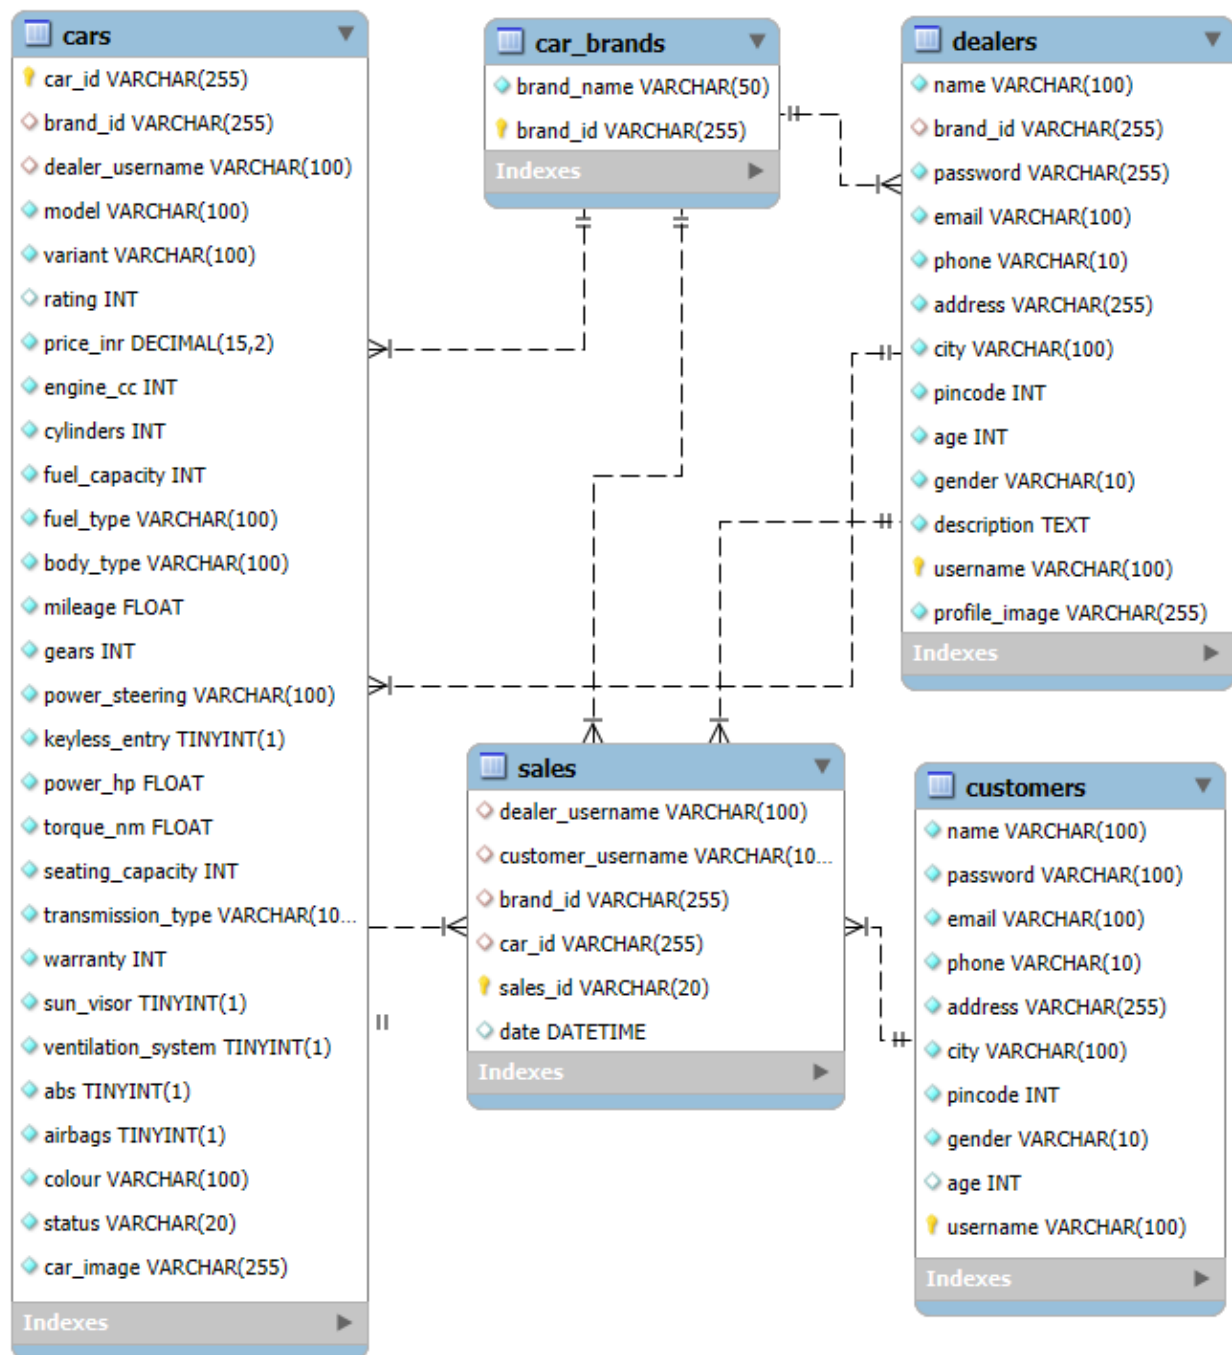 cars
car_id VARCHAR(255)
brand_id VARCHAR(255)
dealer_username VARCHAR(100)
model VARCHAR(100)
variant VARCHAR(100)
rating INT
price_inr DECIMAL(15,2)
engine_cc INT
cylinders INT
fuel_capacity INT
fuel_type VARCHAR(100)
body_type VARCHAR(100)
mileage FLOAT
gears INT
power_steering VARCHAR(100)
keyless_entry TINYINT(1)
power_hp FLOAT
torque_nm FLOAT
seating_capacity INT
transmission_type VARCHAR(10...
warranty INT
sun_visor TINYINT(1)
ventilation_system TINYINT(1)
abs TINYINT(1)
airbags TINYINT(1)
colour VARCHAR(100)
status VARCHAR(20)
car_image VARCHAR(255)
Indexes
car_brands
brand_name VARCHAR(50)
brand_id VARCHAR(255)
Indexes
dealers
name VARCHAR(100)
brand_id VARCHAR(255)
password VARCHAR(255)
email VARCHAR(100)
phone VARCHAR(10)
address VARCHAR(255)
city VARCHAR(100)
pincode INT
age INT
gender VARCHAR(10)
description TEXT
username VARCHAR(100)
profile_image VARCHAR(255)
Indexes
sales
dealer_username VARCHAR(100)
customer_username VARCHAR(10...
brand_id VARCHAR(255)
car_id VARCHAR(255)
sales_id VARCHAR(20)
date DATETIME
Indexes
customers
name VARCHAR(100)
password VARCHAR(100)
email VARCHAR(100)
phone VARCHAR(10)
address VARCHAR(255)
city VARCHAR(100)
pincode INT
gender VARCHAR(10)
age INT
username VARCHAR(100)
Indexes